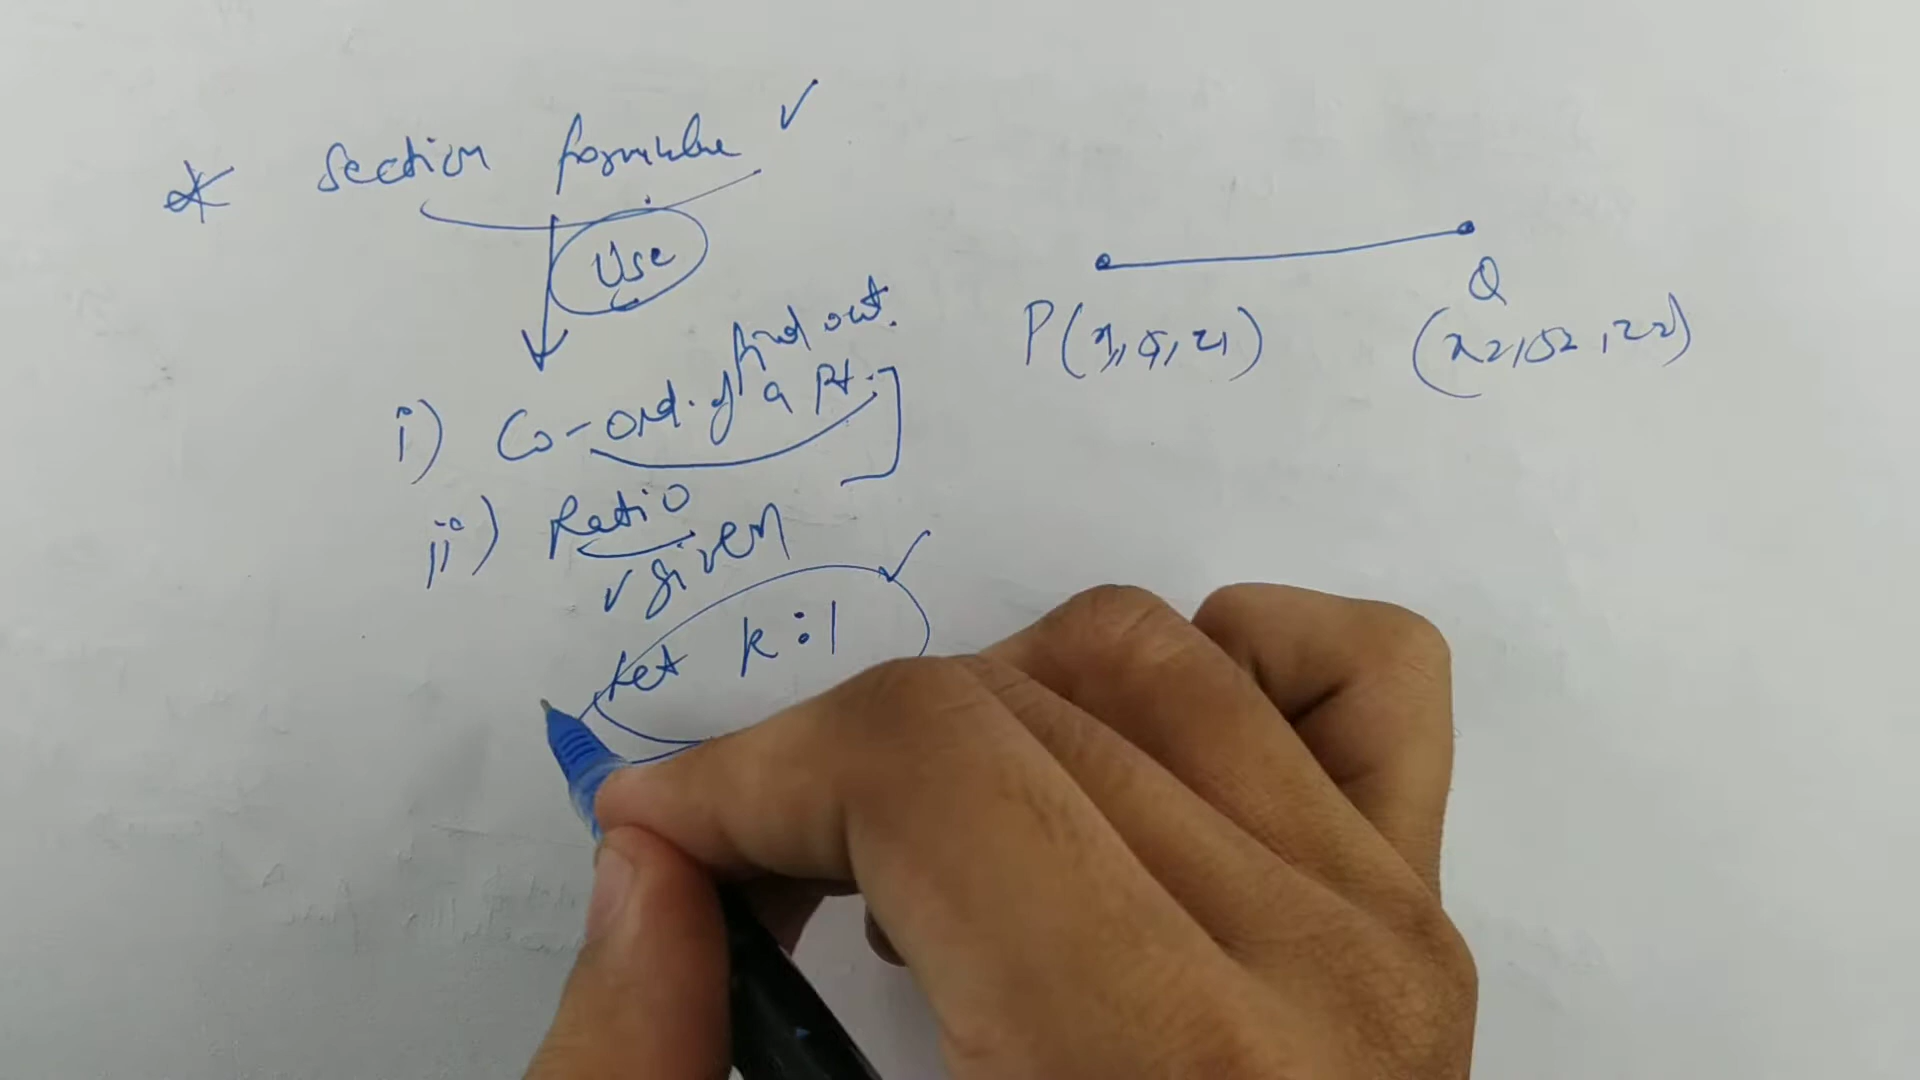 * Section formulae ✓
Use
find out.
i) Co-ord. of a pt.
ii) Ratio
✓ given
Let k : 1 ✓
Q
P(x1, y1, z1)
(x2, y2, z2)